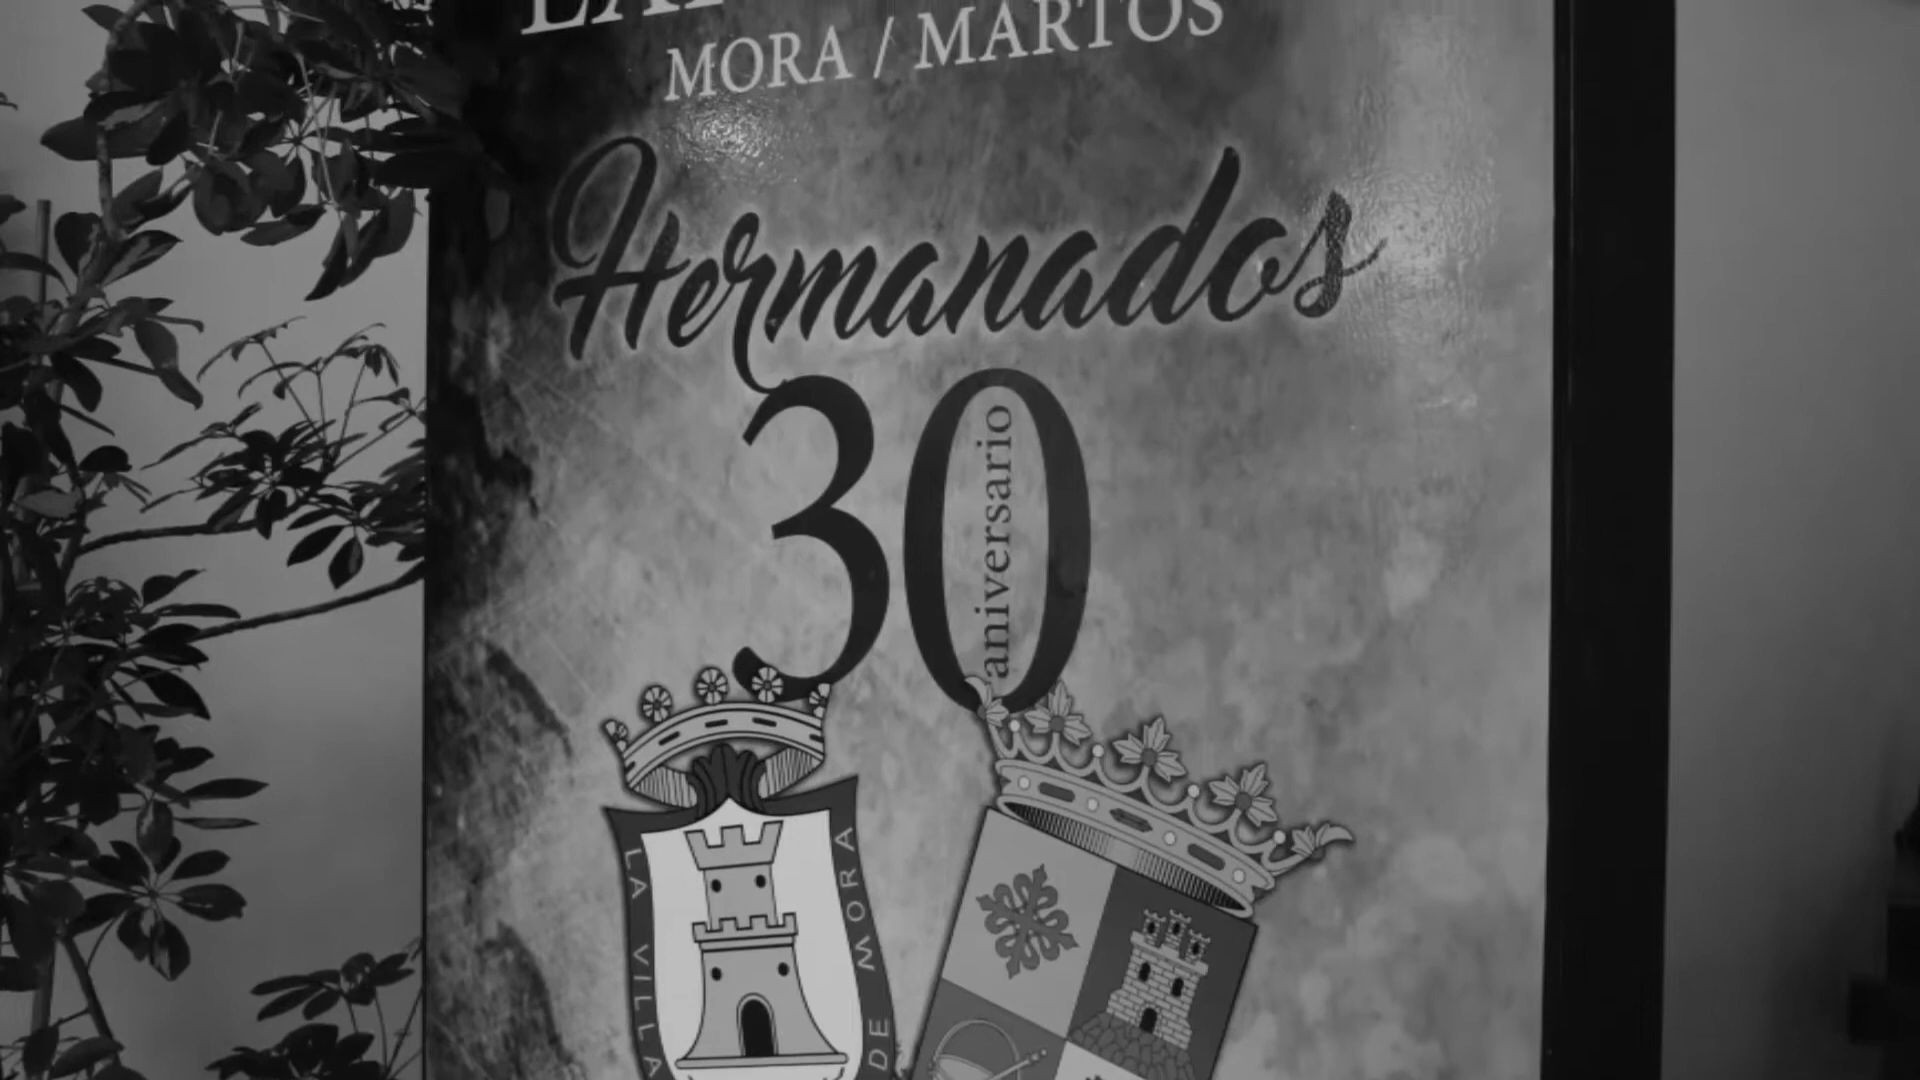 MORA / MARTOS
Hermanados
30
aniversario
LA VILLA
DE MORA